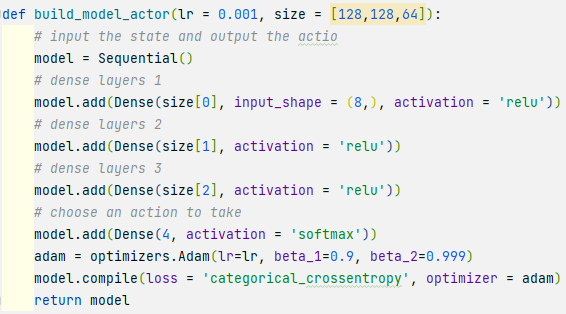 def build_model_actor(lr = 0.001, size = [128,128,64]):
# input the state and output the actio
model = Sequential()
# dense layers 1
model.add(Dense(size[0], input_shape = (8,), activation = 'relu'))
# dense layers 2
model.add(Dense(size[1], activation = 'relu'))
# dense layers 3
model.add(Dense(size[2], activation = 'relu'))
# choose an action to take
model.add(Dense(4, activation = 'softmax'))
adam = optimizers.Adam(lr=lr, beta_1=0.9, beta_2=0.999)
model.compile(loss = 'categorical_crossentropy', optimizer = adam)
return model